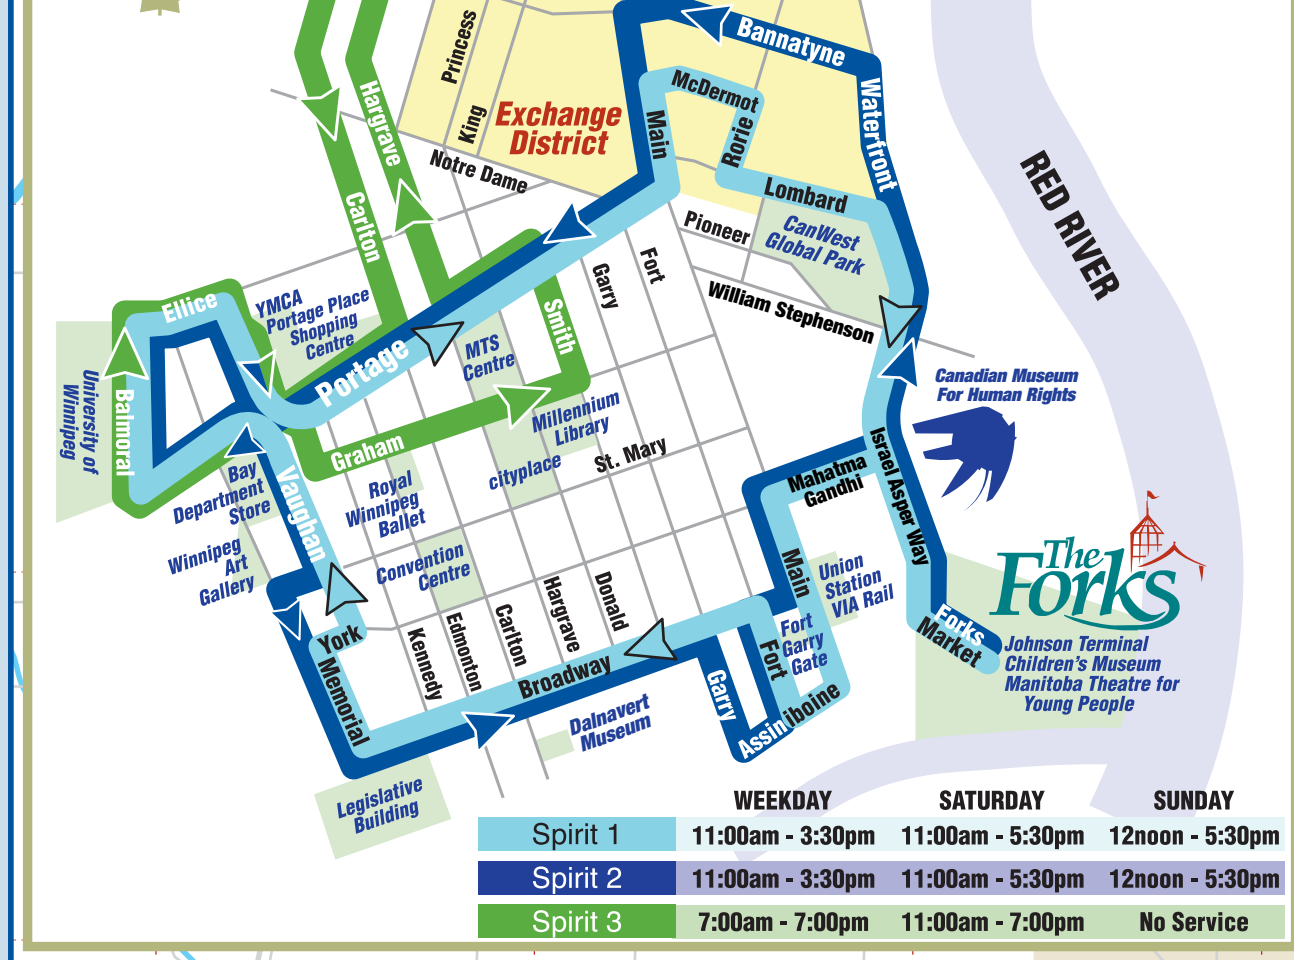 Princess
King
Exchange
District
Notre Dame
Hargrave
Carlton
Main
McDermot
Rorie
Bannatyne
Waterfront
Lombard
RED RIVER
CanWest
Global Park
Pioneer
William Stephenson
Fort
Garry
Smith
Ellice
YMCA
Portage Place
Shopping
Centre
Portage
MTS
Centre
University of
Winnipeg
Balmoral
Graham
Millennium
Library
cityplace
St. Mary
Bay
Department
Store
Vaughan
Royal
Winnipeg
Ballet
Winnipeg
Art
Gallery
Convention
Centre
Canadian Museum
For Human Rights
Israel Asper Way
Mahatma
Gandhi
Main
Union
Station
VIA Rail
The
Forks
Forks
Market
Johnson Terminal
Children's Museum
Manitoba Theatre for
Young People
York
Memorial
Kennedy
Edmonton
Carlton
Hargrave
Donald
Broadway
Garry
Fort
Fort
Garry
Gate
Assiniboine
Dalnavert
Museum
Legislative
Building
WEEKDAY SATURDAY SUNDAY
Spirit 1 11:00am - 3:30pm 11:00am - 5:30pm 12noon - 5:30pm
Spirit 2 11:00am - 3:30pm 11:00am - 5:30pm 12noon - 5:30pm
Spirit 3 7:00am - 7:00pm 11:00am - 7:00pm No Service